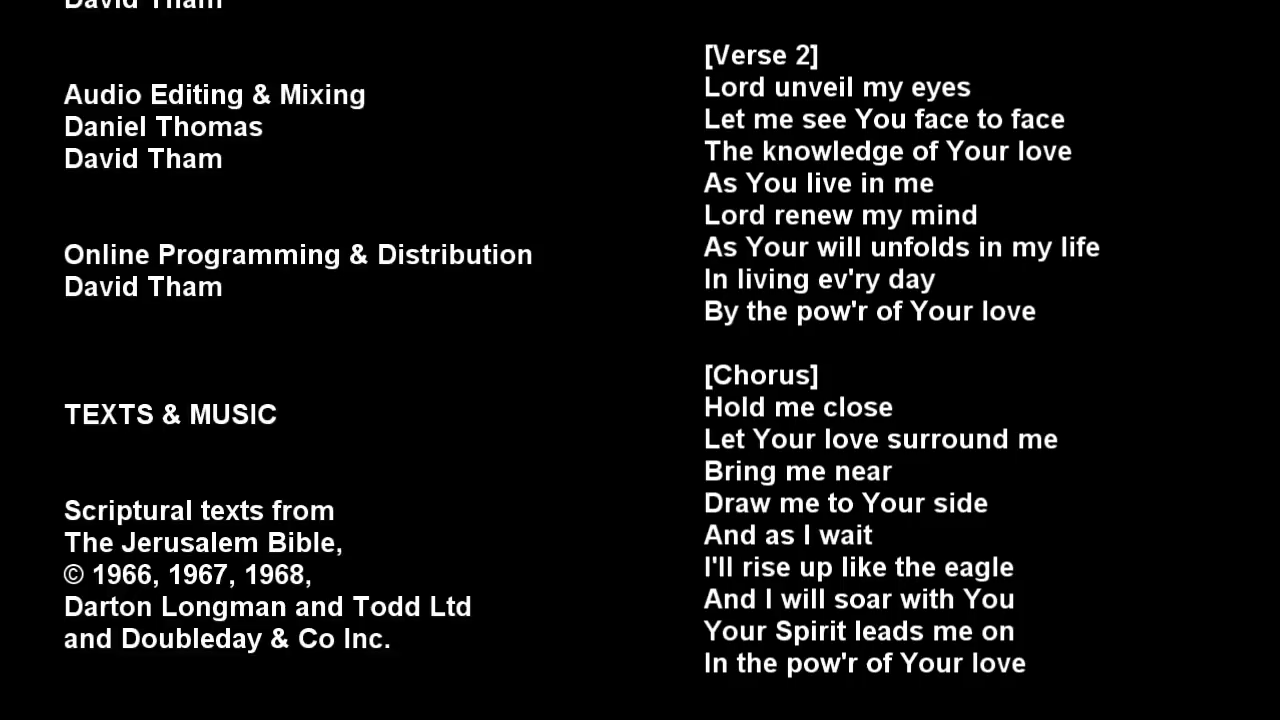 David Tham
Audio Editing & Mixing
Daniel Thomas
David Tham
Online Programming & Distribution
David Tham
TEXTS & MUSIC
Scriptural texts from
The Jerusalem Bible,
© 1966, 1967, 1968,
Darton Longman and Todd Ltd
and Doubleday & Co Inc.
[Verse 2]
Lord unveil my eyes
Let me see You face to face
The knowledge of Your love
As You live in me
Lord renew my mind
As Your will unfolds in my life
In living ev'ry day
By the pow'r of Your love
[Chorus]
Hold me close
Let Your love surround me
Bring me near
Draw me to Your side
And as I wait
I'll rise up like the eagle
And I will soar with You
Your Spirit leads me on
In the pow'r of Your love